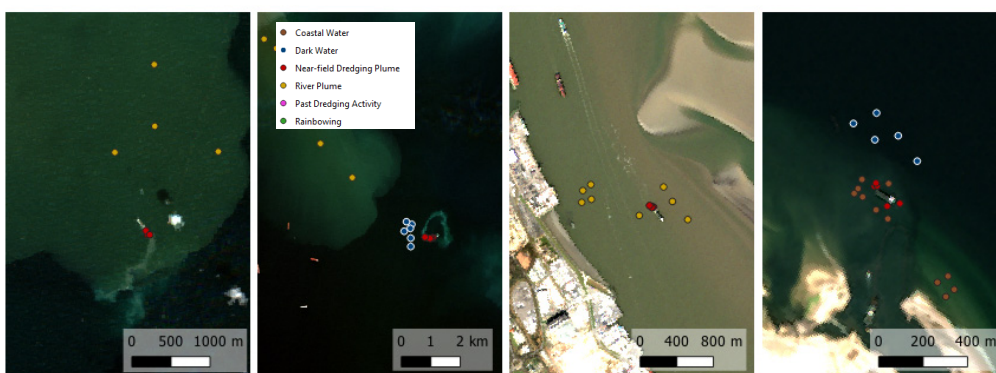 Coastal Water
Dark Water
Near-field Dredging Plume
River Plume
Past Dredging Activity
Rainbowing
0 500 1000 m
0 1 2 km
0 400 800 m
0 200 400 m